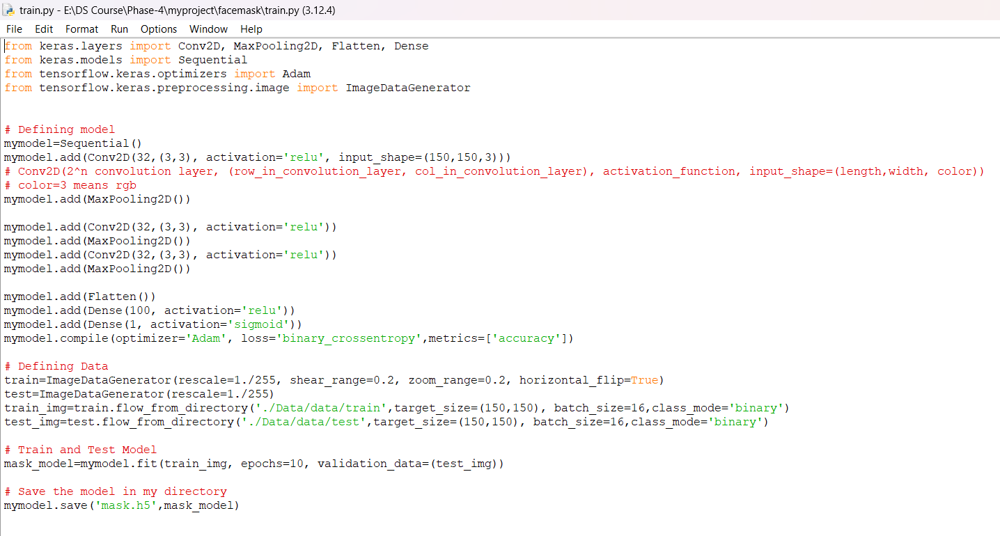 train.py - E:\DS Course\Phase-4\myproject\facemask\train.py (3.12.4)
File Edit Format Run Options Window Help
from keras.layers import Conv2D, MaxPooling2D, Flatten, Dense
from keras.models import Sequential
from tensorflow.keras.optimizers import Adam
from tensorflow.keras.preprocessing.image import ImageDataGenerator
# Defining model
mymodel=Sequential()
mymodel.add(Conv2D(32,(3,3), activation='relu', input_shape=(150,150,3)))
# Conv2D(2^n convolution layer, (row_in_convolution_layer, col_in_convolution_layer), activation_function, input_shape=(length,width, color))
# color=3 means rgb
mymodel.add(MaxPooling2D())
mymodel.add(Conv2D(32,(3,3), activation='relu'))
mymodel.add(MaxPooling2D())
mymodel.add(Conv2D(32,(3,3), activation='relu'))
mymodel.add(MaxPooling2D())
mymodel.add(Flatten())
mymodel.add(Dense(100, activation='relu'))
mymodel.add(Dense(1, activation='sigmoid'))
mymodel.compile(optimizer='Adam', loss='binary_crossentropy',metrics=['accuracy'])
# Defining Data
train=ImageDataGenerator(rescale=1./255, shear_range=0.2, zoom_range=0.2, horizontal_flip=True)
test=ImageDataGenerator(rescale=1./255)
train_img=train.flow_from_directory('./Data/data/train',target_size=(150,150), batch_size=16,class_mode='binary')
test_img=test.flow_from_directory('./Data/data/test',target_size=(150,150), batch_size=16,class_mode='binary')
# Train and Test Model
mask_model=mymodel.fit(train_img, epochs=10, validation_data=(test_img))
# Save the model in my directory
mymodel.save('mask.h5',mask_model)